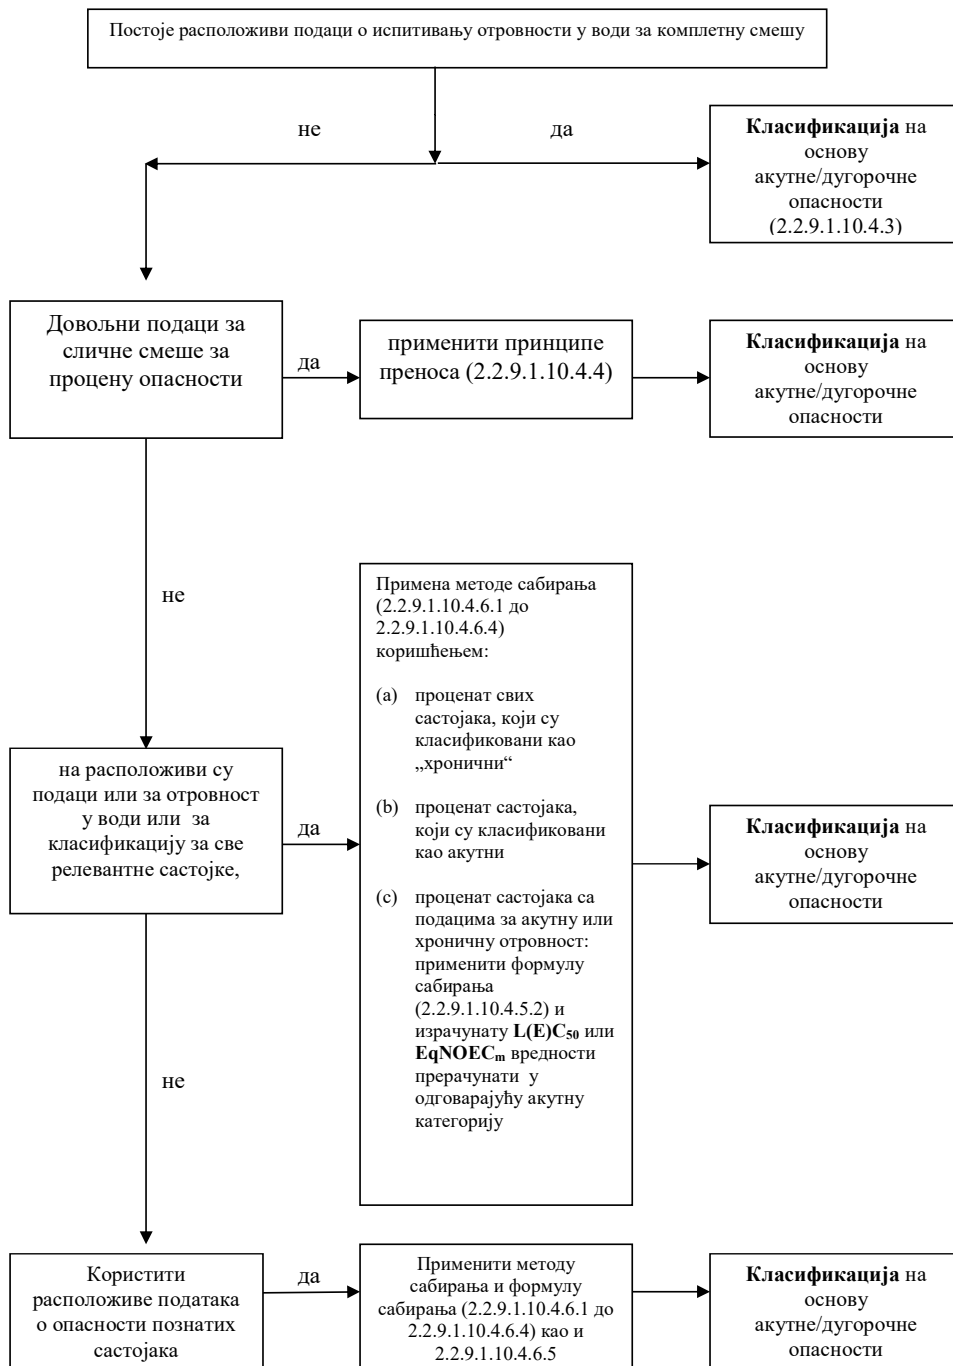 Постоје расположиви подаци о испитивању отровности у води за комплетну смешу
не
да
Класификација на
основу
акутне/дугорочне
опасности
(2.2.9.1.10.4.3)
Довољни подаци за
сличне смеше за
процену опасности
да
применити принципе
преноса (2.2.9.1.10.4.4)
Класификација на
основу
акутне/дугорочне
опасности
не
на расположиви су
подаци или за отровност
у води или за
класификацију за све
релевантне састојке,
да
Примена методе сабирања
(2.2.9.1.10.4.6.1 до
2.2.9.1.10.4.6.4)
коришћењем:
(a) проценат свих
састојака, који су
класификовани као
„хронични“
(b) проценат састојака,
који су класификовани
као акутни
(c) проценат састојака са
подацима за акутну или
хроничну отровност:
применити формулу
сабирања
(2.2.9.1.10.4.5.2) и
израчунату L(E)C₅₀ или
EqNOECₘ вредности
прерачунати у
одговарајућу акутну
категорију
Класификација на
основу
акутне/дугорочне
опасности
не
Користити
расположиве података
о опасности познатих
састојака
да
Применити методу
сабирања и формулу
сабирања (2.2.9.1.10.4.6.1 до
2.2.9.1.10.4.6.4) као и
2.2.9.1.10.4.6.5
Класификација на
основу
акутне/дугорочне
опасности